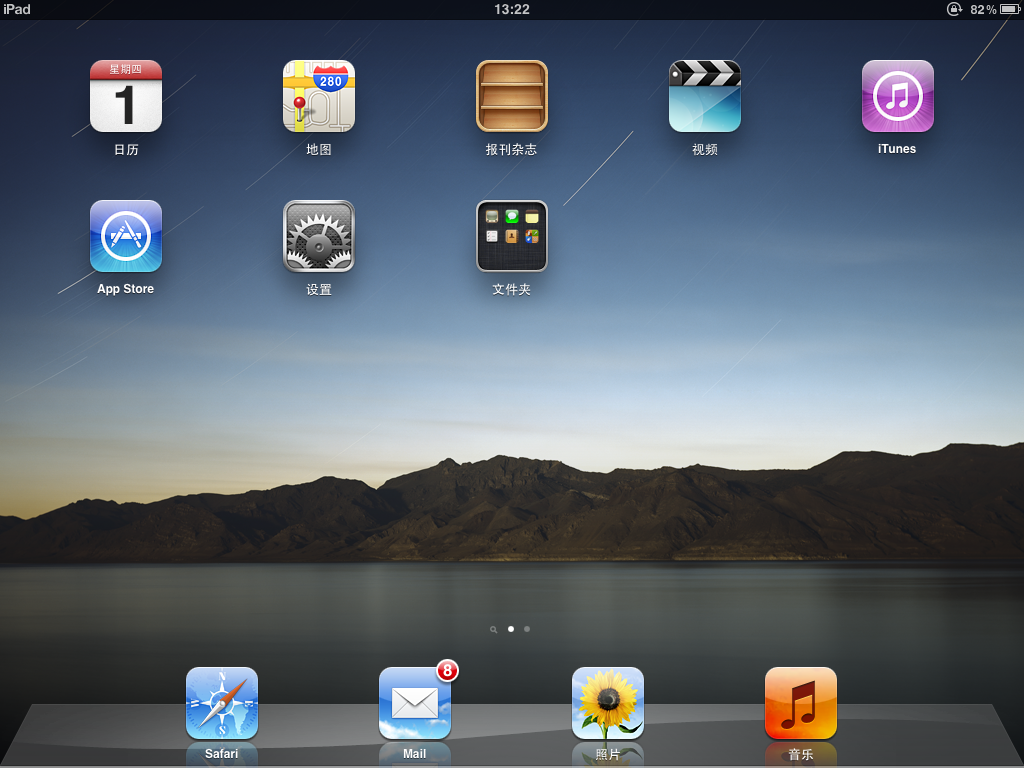 iPad 13:22 82%
星期四
1
280
日历 地图 报刊杂志 视频 iTunes
App Store 设置 文件夹
8
Safari Mail 照片 音乐